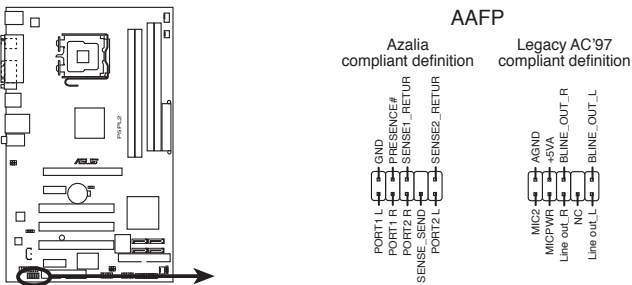 AAFP
Azalia
compliant definition
Legacy AC'97
compliant definition
GND
PRESENCE#
SENSE1_RETUR
SENSE2_RETUR
PORT1 L
PORT1 R
PORT2 R
SENSE_SEND
PORT2 L
AGND
+5VA
BLINE_OUT_R
BLINE_OUT_L
MIC2
MICPWR
Line out_R
NC
Line out_L
P5PL2
ASUS